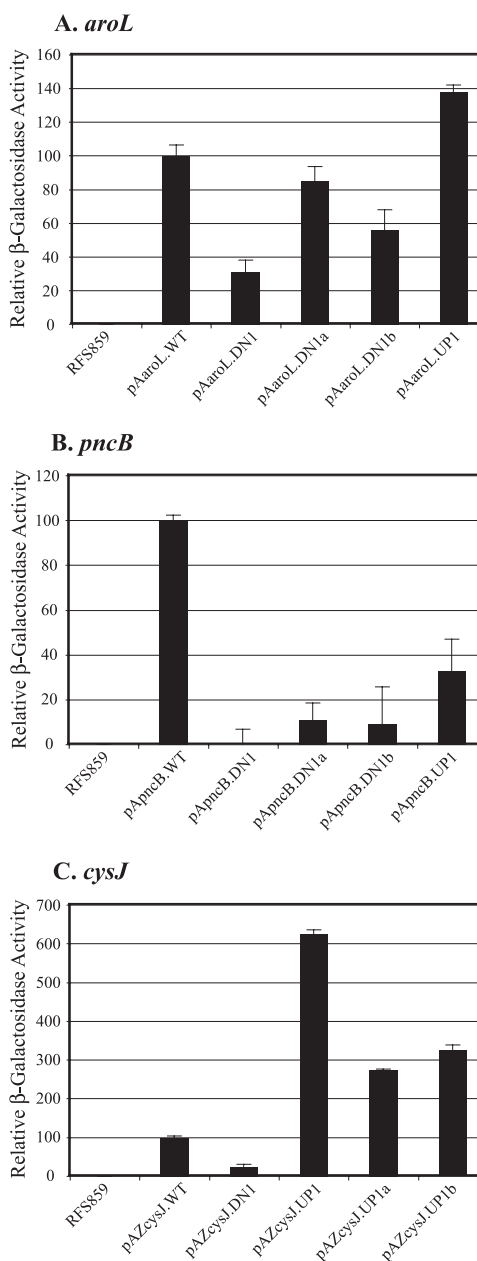 A. aroL
Relative β-Galactosidase Activity
160
140
120
100
80
60
40
20
0
RFS859
pAaroL.WT
pAaroL.DN1
pAaroL.DN1a
pAaroL.DN1b
pAaroL.UP1
B. pncB
Relative β-Galactosidase Activity
120
100
80
60
40
20
0
RFS859
pApncB.WT
pApncB.DN1
pApncB.DN1a
pApncB.DN1b
pApncB.UP1
C. cysJ
Relative β-Galactosidase Activity
700
600
500
400
300
200
100
0
RFS859
pAZcysJ.WT
pAZcysJ.DN1
pAZcysJ.UP1
pAZcysJ.UP1a
pAZcysJ.UP1b